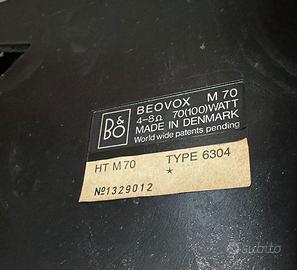 B&O
BEOVOX M 70
4-8Ω 70(100)WATT
MADE IN DENMARK
World wide patents pending
HT M70 TYPE 6304
*
№1329012
subito